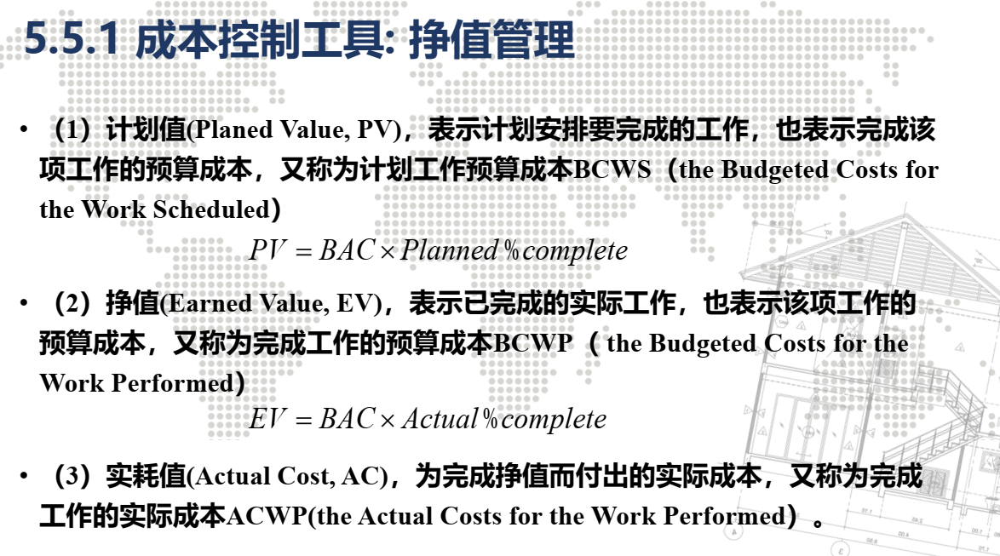 5.5.1 成本控制工具: 挣值管理
• （1）计划值(Planed Value, PV)，表示计划安排要完成的工作，也表示完成该
项工作的预算成本，又称为计划工作预算成本BCWS（the Budgeted Costs for
the Work Scheduled）
PV = BAC × Planned % complete
• （2）挣值(Earned Value, EV)，表示已完成的实际工作，也表示该项工作的
预算成本，又称为完成工作的预算成本BCWP（ the Budgeted Costs for the
Work Performed）
EV = BAC × Actual % complete
• （3）实耗值(Actual Cost, AC)，为完成挣值而付出的实际成本，又称为完成
工作的实际成本ACWP(the Actual Costs for the Work Performed）。